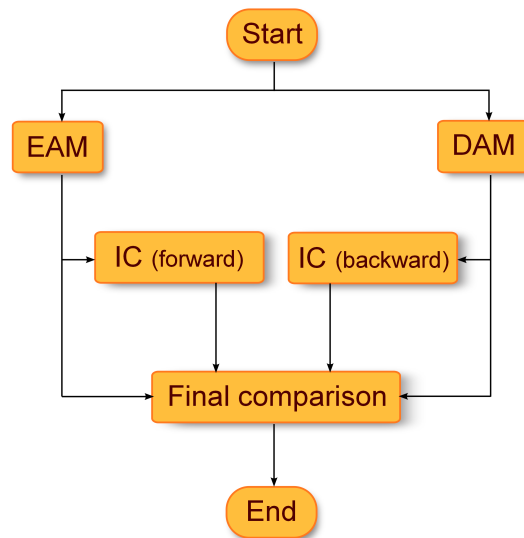 Start
EAM
DAM
IC (forward)
IC (backward)
Final comparison
End